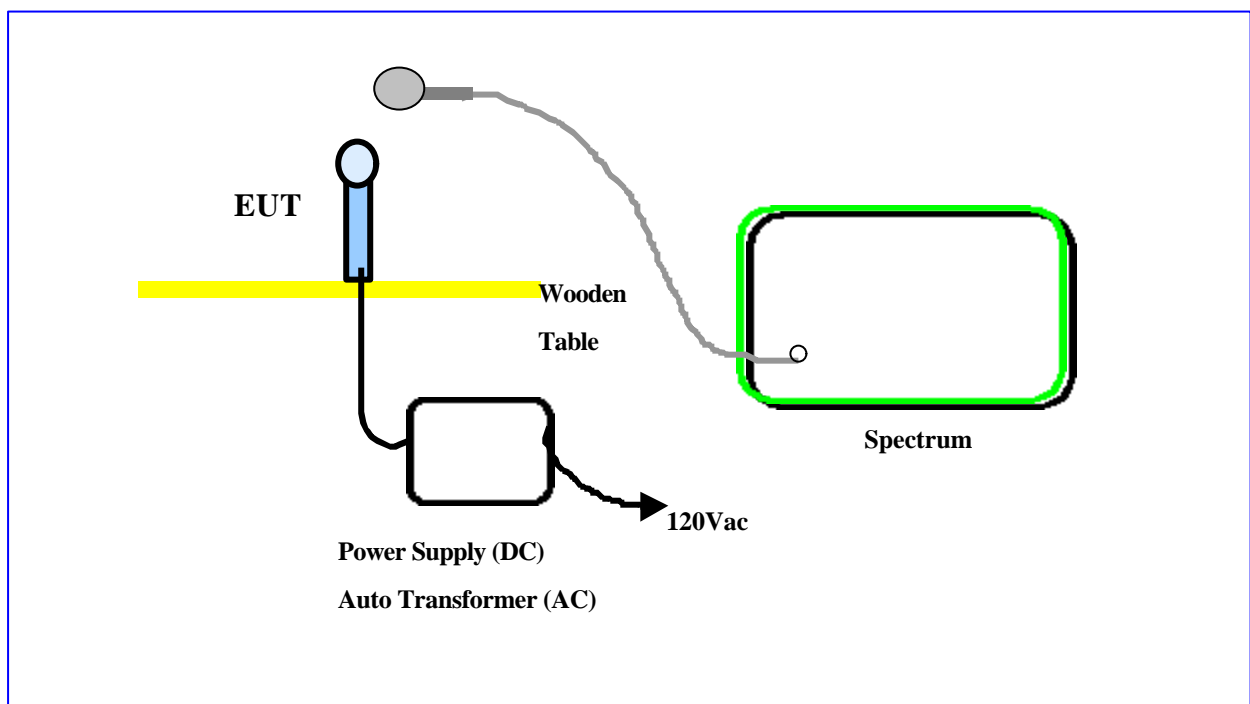 EUT
Wooden
Table
Spectrum
120Vac
Power Supply (DC)
Auto Transformer (AC)